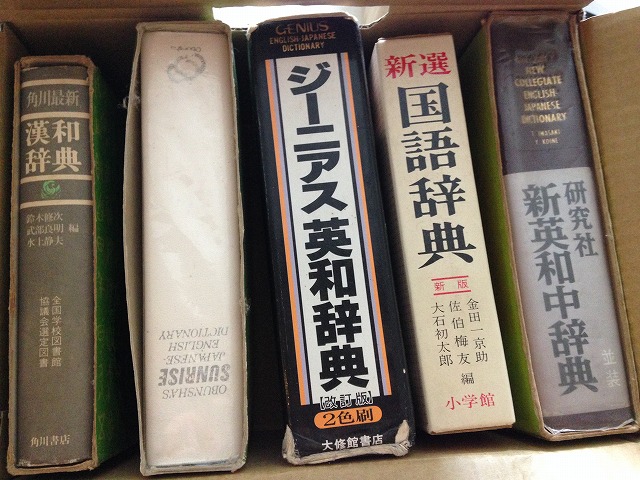 角川最新
漢和
辞典
鈴木修次
武部良明 編
水上静夫
全国学校図書館
協議会選定図書
角川書店
OBUNSHA'S
SUNRISE
ENGLISH-
JAPANESE
DICTIONARY
Obunsha
GENIUS
ENGLISH-JAPANESE
DICTIONARY
ジーニアス英和辞典
【改訂版】
2色刷
大修館書店
新選
国語辞典
新版
金田一京助
佐伯梅友 編
大石初太郎
小学館
NEW
COLLEGIATE
ENGLISH-
JAPANESE
DICTIONARY
T. IWASAKI
Y. KOINE
研究社
新英和中辞典
並装